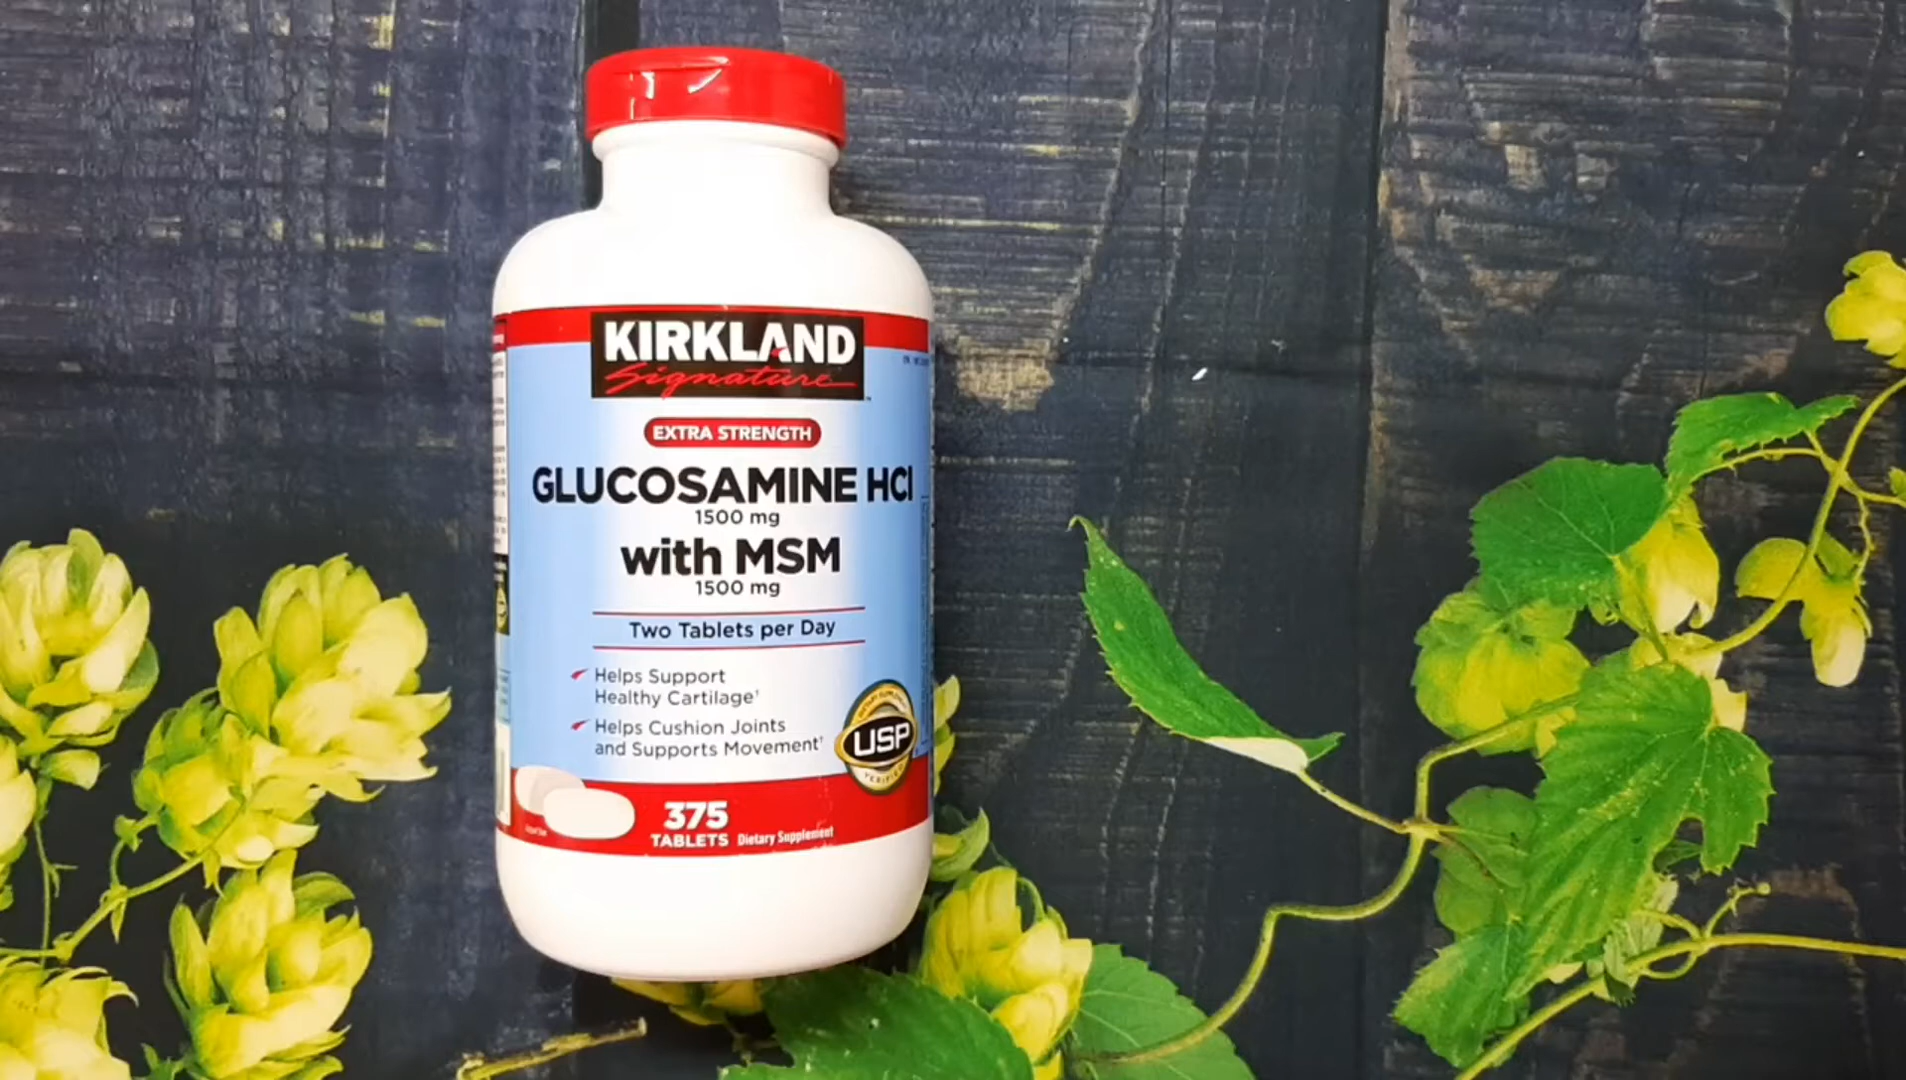 KIRKLAND
Signature
EXTRA STRENGTH
GLUCOSAMINE HCl
1500 mg
with MSM
1500 mg
Two Tablets per Day
Helps Support
Healthy Cartilage†
Helps Cushion Joints
and Supports Movement†
USP
VERIFIED
375
TABLETS Dietary Supplement